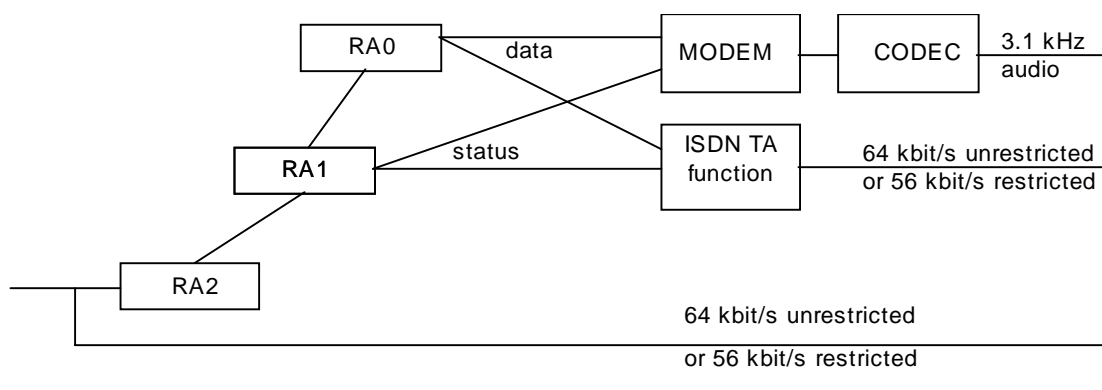 RA0
data
MODEM
CODEC
3.1 kHz
audio
RA1
status
ISDN TA
function
64 kbit/s unrestricted
or 56 kbit/s restricted
RA2
64 kbit/s unrestricted
or 56 kbit/s restricted